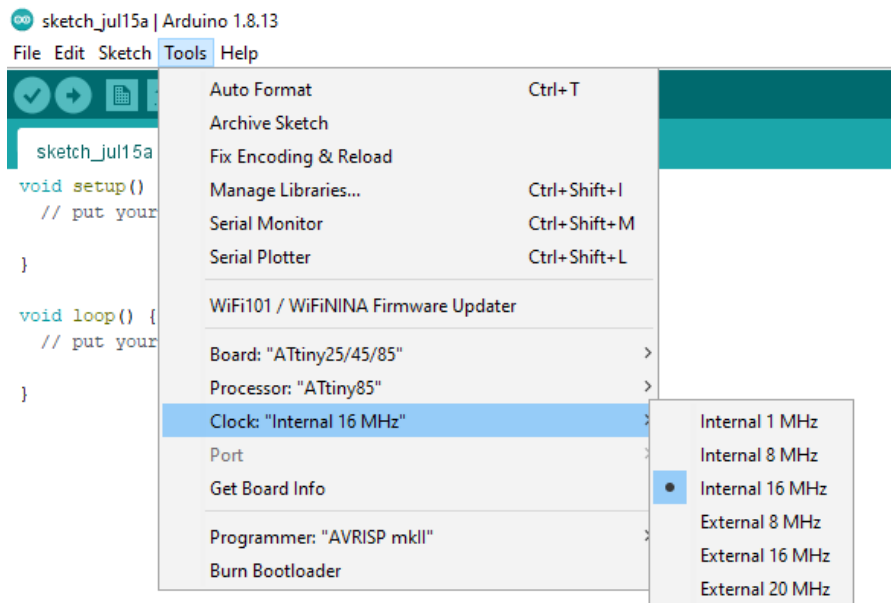 sketch_jul15a | Arduino 1.8.13
File Edit Sketch Tools Help
sketch_jul15a
void setup()
// put your
}
void loop() {
// put your
}
Auto Format Ctrl+T
Archive Sketch
Fix Encoding & Reload
Manage Libraries... Ctrl+Shift+I
Serial Monitor Ctrl+Shift+M
Serial Plotter Ctrl+Shift+L
WiFi101 / WiFiNINA Firmware Updater
Board: "ATtiny25/45/85"
Processor: "ATtiny85"
Clock: "Internal 16 MHz"
Port
Get Board Info
Programmer: "AVRISP mkII"
Burn Bootloader
Internal 1 MHz
Internal 8 MHz
Internal 16 MHz
External 8 MHz
External 16 MHz
External 20 MHz